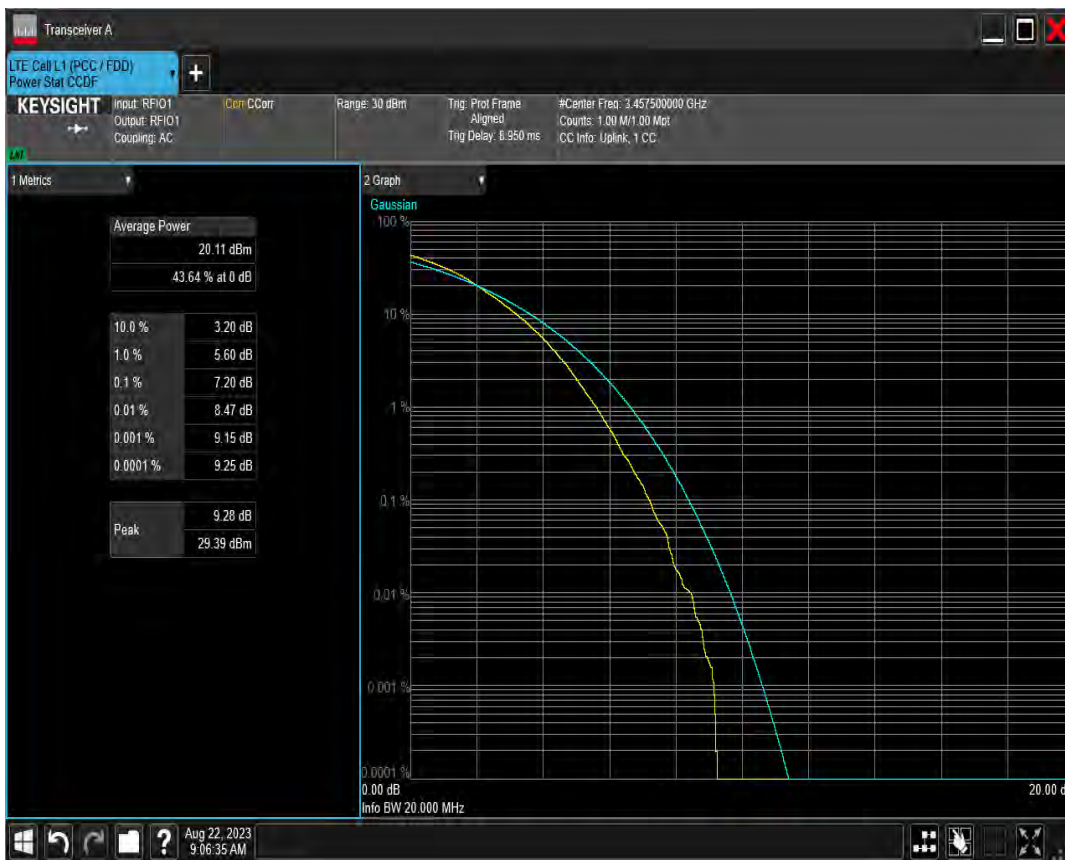 Transceiver A
LTE Cell L1 (PCC / FDD)
Power Stat CCDF
+
KEYSIGHT
Input: RFIO1
Output: RFIO1
Coupling: AC
Corr CCorr
Range: 30 dBm
Trig: Prot Frame
Aligned
Trig Delay: 8.950 ms
#Center Freq: 3.457500000 GHz
Counts: 1.00 M/1.00 Mpt
CC Info: Uplink, 1 CC
1 Metrics
Average Power
20.11 dBm
43.64 % at 0 dB
10.0 % 3.20 dB
1.0 % 5.60 dB
0.1 % 7.20 dB
0.01 % 8.47 dB
0.001 % 9.15 dB
0.0001 % 9.25 dB
Peak
9.28 dB
29.39 dBm
2 Graph
Gaussian
100 %
10 %
1 %
0.1 %
0.01 %
0.001 %
0.0001 %
0.00 dB
20.00 d
Info BW 20.000 MHz
?
Aug 22, 2023
9:06:35 AM